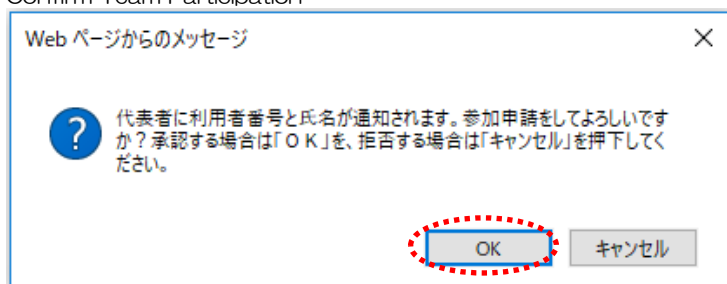 Confirm Team Participation
Web ページからのメッセージ
代表者に利用者番号と氏名が通知されます。参加申請をしてよろしいです
か？承認する場合は「ＯＫ」を、拒否する場合は「キャンセル」を押下してく
ださい。
OK
キャンセル